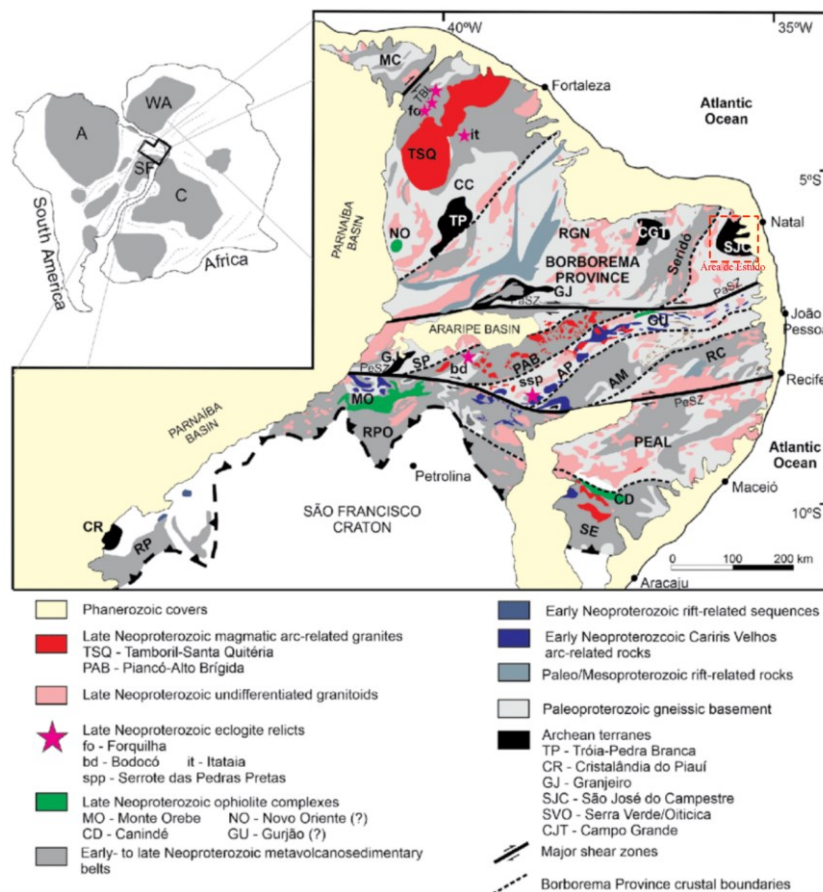 40°W
35°W
MC
TBL
fo
it
Fortaleza
Atlantic
Ocean
WA
A
SF
C
South America
Africa
TSQ
5°S
CC
PARNAÍBA
BASIN
NO
TP
RGN
CGT
Seridó
Natal
SJC
Área de Estudo
BORBOREMA
PROVINCE
GJ
PaSZ
PaSZ
GU
João
Pessoa
ARARIPE BASIN
GJ
SP
bd
PAB
AP
RC
PeSZ
ssp
AM
Recife
MO
PeSZ
PARNAÍBA
BASIN
RPO
PEAL
Atlantic
Ocean
Petrolina
Maceió
SÃO FRANCISCO
CRATON
CD
10°S
CR
RP
SE
0 100 200 km
Aracaju
Phanerozoic covers
Late Neoproterozoic magmatic arc-related granites
TSQ - Tamboril-Santa Quitéria
PAB - Piancó-Alto Brígida
Late Neoproterozoic undifferentiated granitoids
Late Neoproterozoic eclogite relicts
fo - Forquilha
bd - Bodocó it - Itataia
spp - Serrote das Pedras Pretas
Late Neoproterozoic ophiolite complexes
MO - Monte Orebe NO - Novo Oriente (?)
CD - Canindé GU - Gurjão (?)
Early- to late Neoproterozoic metavolcanosedimentary
belts
Early Neoproterozoic rift-related sequences
Early Neoproterozcoic Cariris Velhos
arc-related rocks
Paleo/Mesoproterozoic rift-related rocks
Paleoproterozoic gneissic basement
Archean terranes
TP - Tróia-Pedra Branca
CR - Cristalândia do Piauí
GJ - Granjeiro
SJC - São José do Campestre
SVO - Serra Verde/Oiticica
CJT - Campo Grande
Major shear zones
Borborema Province crustal boundaries